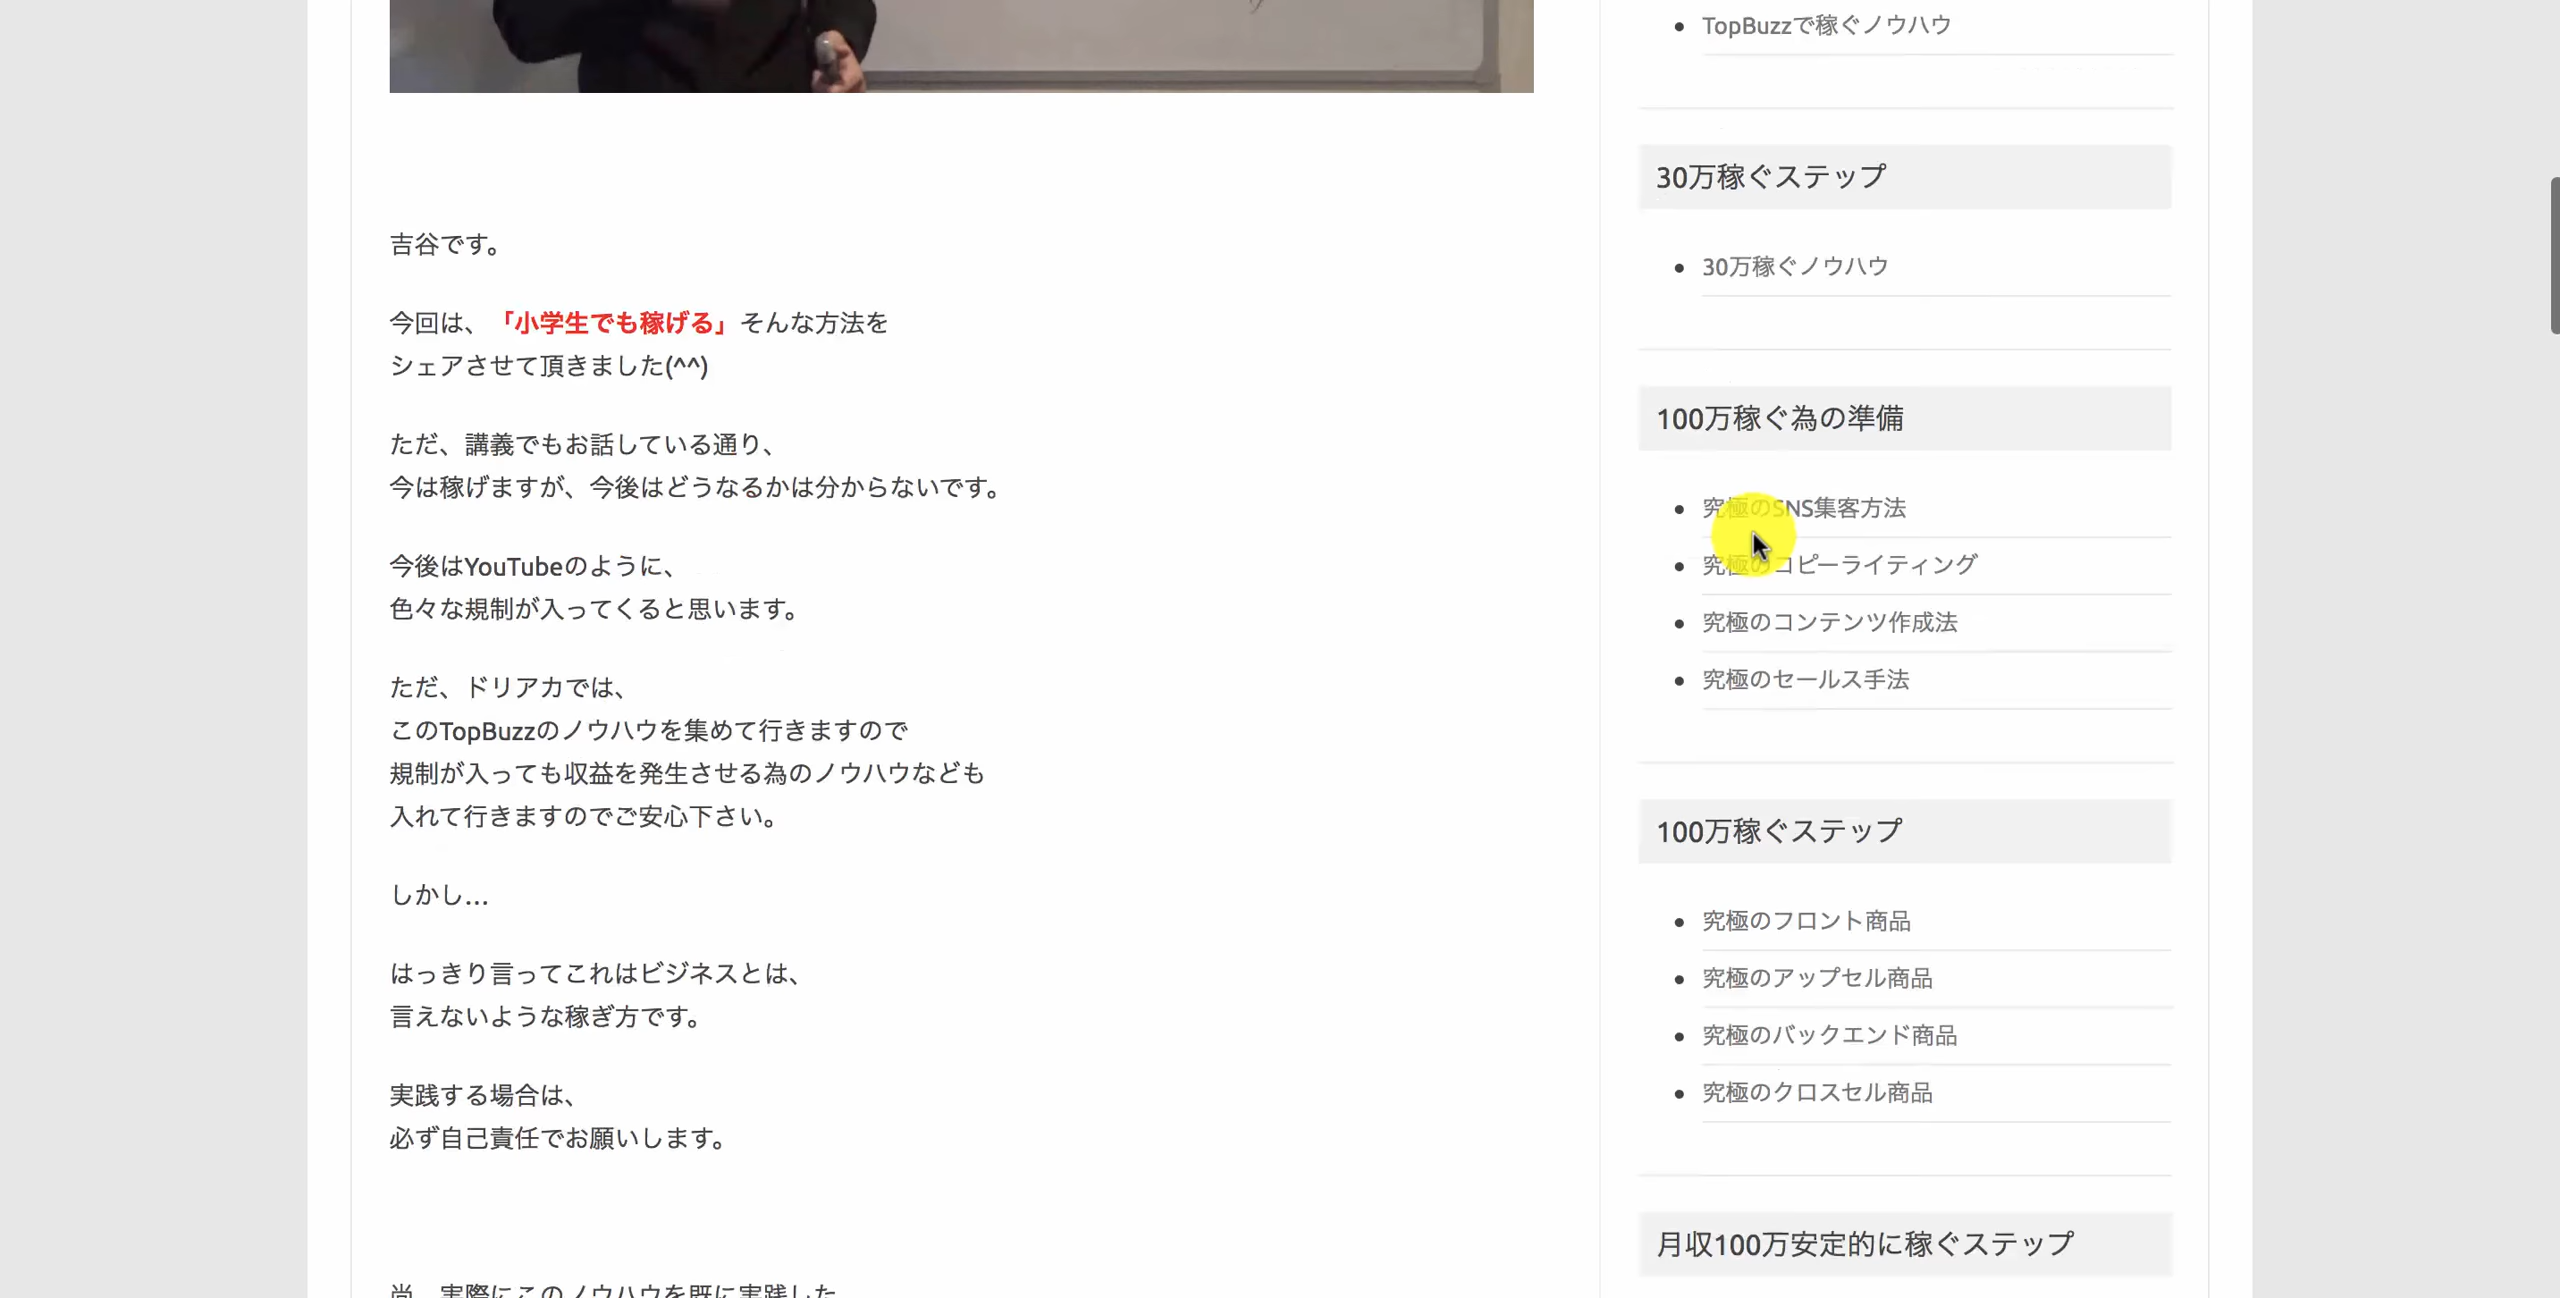 吉谷です。
今回は、「小学生でも稼げる」そんな方法を
シェアさせて頂きました(^^)
ただ、講義でもお話している通り、
今は稼げますが、今後はどうなるかは分からないです。
今後はYouTubeのように、
色々な規制が入ってくると思います。
ただ、ドリアカでは、
このTopBuzzのノウハウを集めて行きますので
規制が入っても収益を発生させる為のノウハウなども
入れて行きますのでご安心下さい。
しかし…
はっきり言ってこれはビジネスとは、
言えないような稼ぎ方です。
実践する場合は、
必ず自己責任でお願いします。
尚、実際にこのノウハウを既に実践した
TopBuzzで稼ぐノウハウ
30万稼ぐステップ
30万稼ぐノウハウ
100万稼ぐ為の準備
究極のSNS集客方法
究極のコピーライティング
究極のコンテンツ作成法
究極のセールス手法
100万稼ぐステップ
究極のフロント商品
究極のアップセル商品
究極のバックエンド商品
究極のクロスセル商品
月収100万安定的に稼ぐステップ